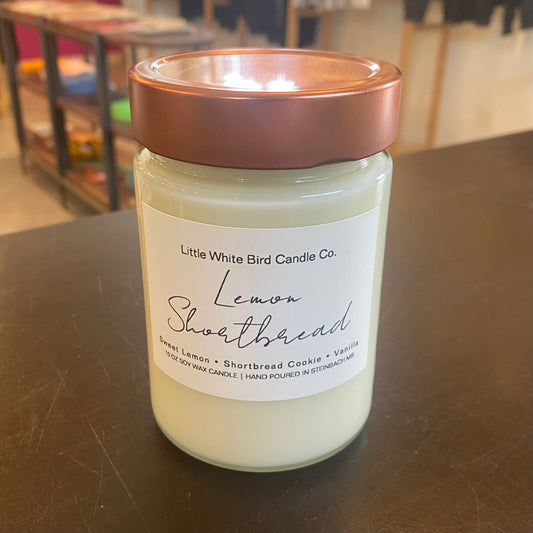 Little White Bird Candle Co.
Lemon
Shortbread
Sweet Lemon • Shortbread Cookie • Vanilla
10 OZ SOY WAX CANDLE | HAND POURED IN STEINBACH MB